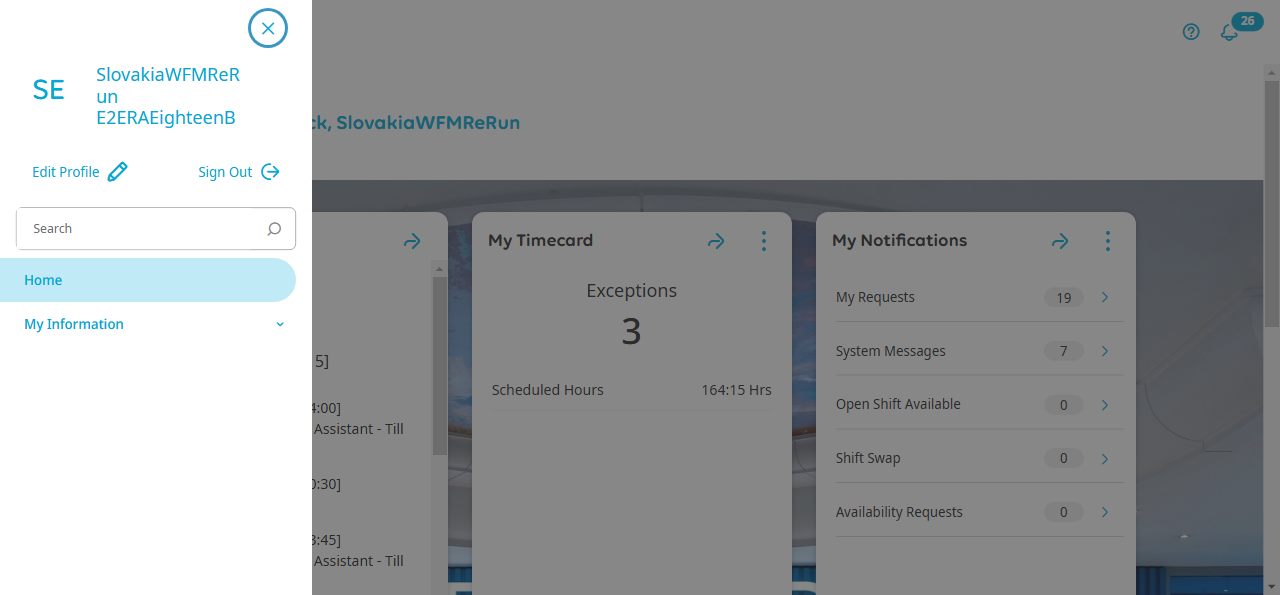 26
SE
SlovakiaWFMReR
un
E2ERAEighteenB
Edit Profile
Sign Out
Search
Home
My Information
ck, SlovakiaWFMReRun
5]
4:00]
Assistant - Till
0:30]
3:45]
Assistant - Till
My Timecard
Exceptions
3
Scheduled Hours 164:15 Hrs
My Notifications
My Requests 19
System Messages 7
Open Shift Available 0
Shift Swap 0
Availability Requests 0